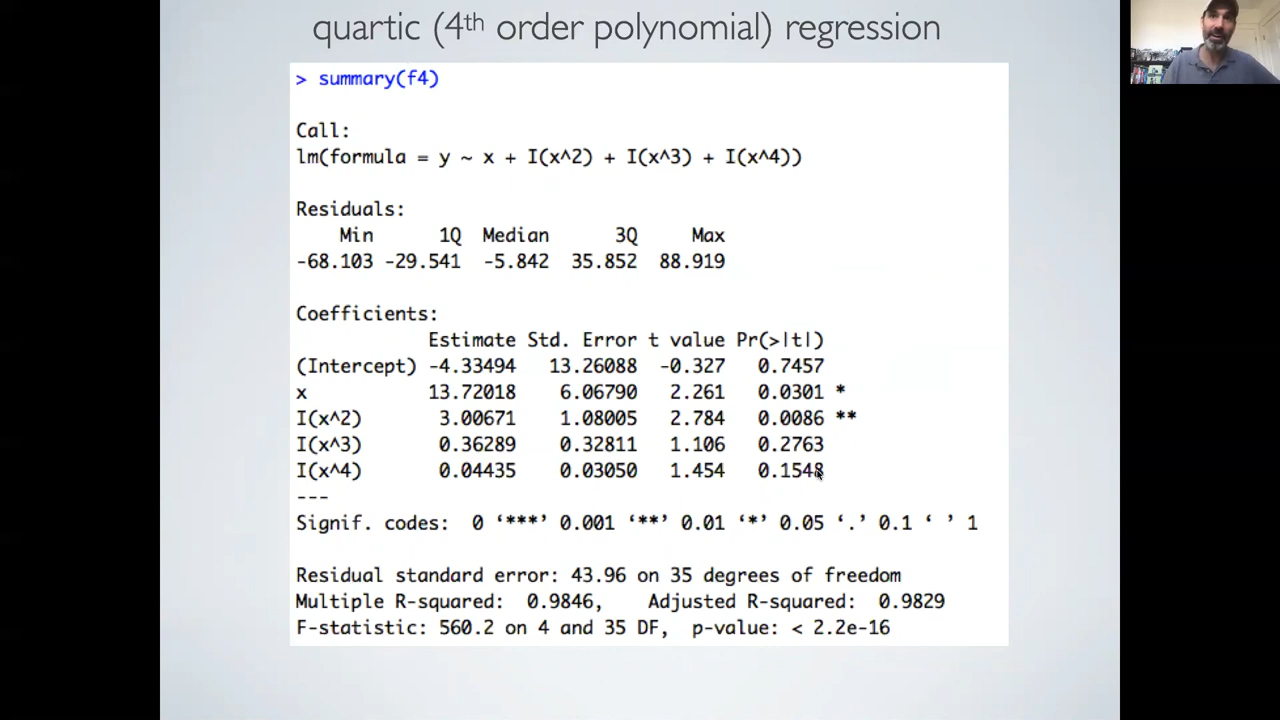 quartic (4th order polynomial) regression
> summary(f4)
Call:
lm(formula = y ~ x + I(x^2) + I(x^3) + I(x^4))
Residuals:
Min 1Q Median 3Q Max
-68.103 -29.541 -5.842 35.852 88.919
Coefficients:
Estimate Std. Error t value Pr(>|t|)
(Intercept) -4.33494 13.26088 -0.327 0.7457
x 13.72018 6.06790 2.261 0.0301 *
I(x^2) 3.00671 1.08005 2.784 0.0086 **
I(x^3) 0.36289 0.32811 1.106 0.2763
I(x^4) 0.04435 0.03050 1.454 0.1548
---
Signif. codes: 0 ‘***’ 0.001 ‘**’ 0.01 ‘*’ 0.05 ‘.’ 0.1 ‘ ’ 1
Residual standard error: 43.96 on 35 degrees of freedom
Multiple R-squared: 0.9846, Adjusted R-squared: 0.9829
F-statistic: 560.2 on 4 and 35 DF, p-value: < 2.2e-16